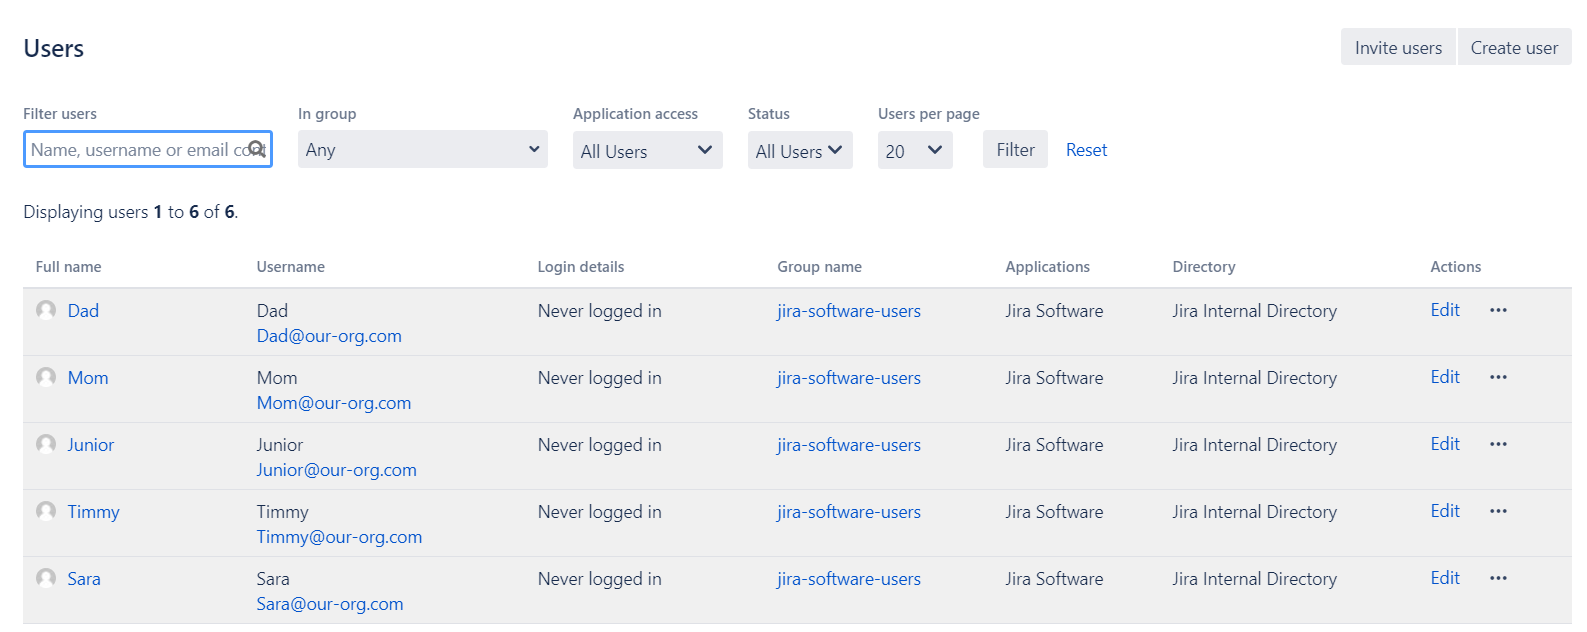 Users
Invite users
Create user
Filter users
In group
Application access
Status
Users per page
Name, username or email cont
Any
All Users
All Users
20
Filter
Reset
Displaying users 1 to 6 of 6.
Full name Username Login details Group name Applications Directory Actions
Dad Dad Never logged in jira-software-users Jira Software Jira Internal Directory Edit •••
Dad@our-org.com
Mom Mom Never logged in jira-software-users Jira Software Jira Internal Directory Edit •••
Mom@our-org.com
Junior Junior Never logged in jira-software-users Jira Software Jira Internal Directory Edit •••
Junior@our-org.com
Timmy Timmy Never logged in jira-software-users Jira Software Jira Internal Directory Edit •••
Timmy@our-org.com
Sara Sara Never logged in jira-software-users Jira Software Jira Internal Directory Edit •••
Sara@our-org.com